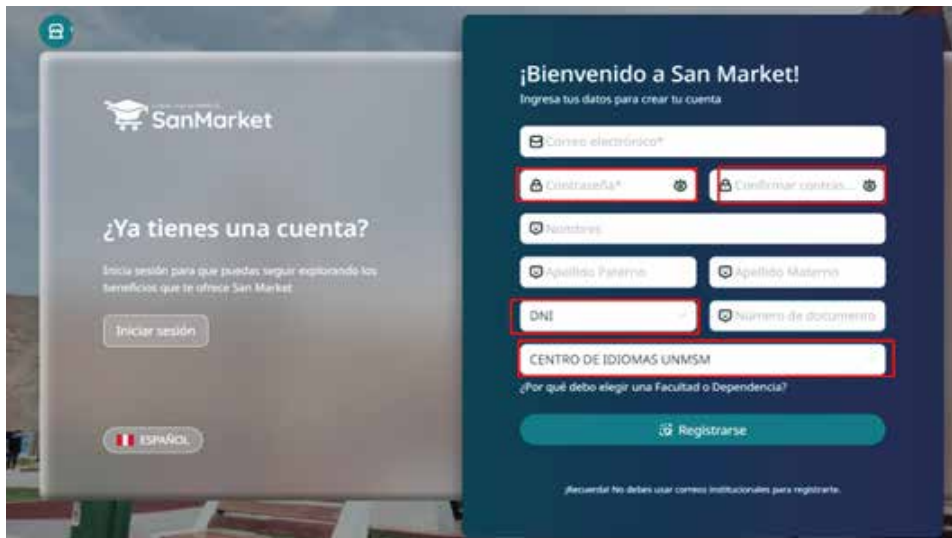 SanMarket
¿Ya tienes una cuenta?
Inicia sesión para que puedas seguir explorando los
beneficios que te ofrece San Market
Iniciar sesión
ESPAÑOL
¡Bienvenido a San Market!
Ingresa tus datos para crear tu cuenta
Correo electrónico*
Contraseña*
Confirmar contras...
Nombres
Apellido Paterno
Apellido Materno
DNI
Número de documento
CENTRO DE IDIOMAS UNMSM
¿Por qué debo elegir una Facultad o Dependencia?
Registrarse
¡Recuerda! No debes usar correos institucionales para registrarte.